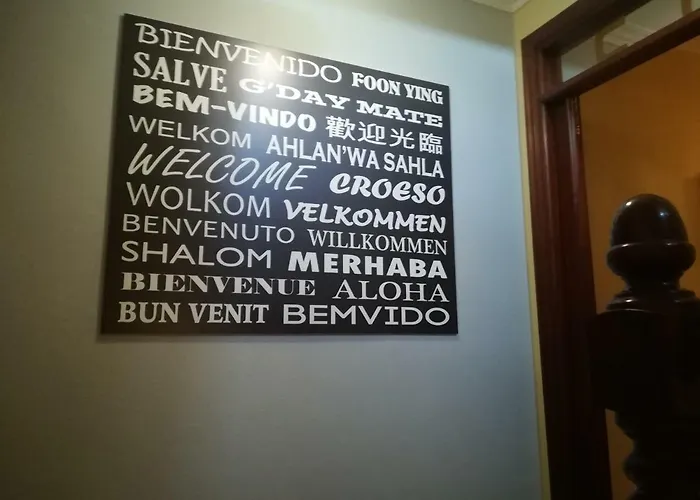 BIENVENIDO FOON YING
SALVE G'DAY MATE
BEM-VINDO 歡迎光臨
WELKOM AHLAN'WA SAHLA
WELCOME CROESO
WOLKOM VELKOMMEN
BENVENUTO WILLKOMMEN
SHALOM MERHABA
BIENVENUE ALOHA
BUN VENIT BEMVIDO